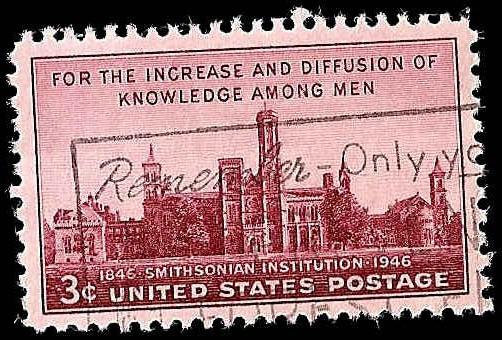 FOR THE INCREASE AND DIFFUSION OF
KNOWLEDGE AMONG MEN
Remember-Only yo
1846·SMITHSONIAN INSTITUTION·1946
3¢ UNITED STATES POSTAGE